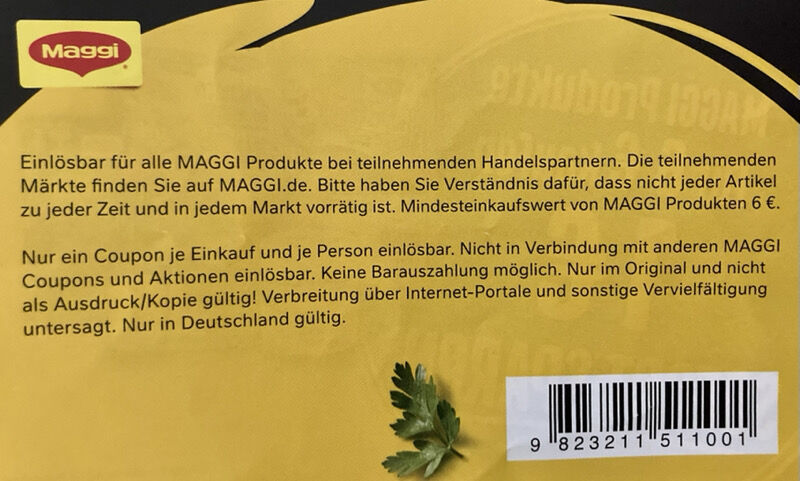 Maggi
Einlösbar für alle MAGGI Produkte bei teilnehmenden Handelspartnern. Die teilnehmenden
Märkte finden Sie auf MAGGI.de. Bitte haben Sie Verständnis dafür, dass nicht jeder Artikel
zu jeder Zeit und in jedem Markt vorrätig ist. Mindesteinkaufswert von MAGGI Produkten 6 €.
Nur ein Coupon je Einkauf und je Person einlösbar. Nicht in Verbindung mit anderen MAGGI
Coupons und Aktionen einlösbar. Keine Barauszahlung möglich. Nur im Original und nicht
als Ausdruck/Kopie gültig! Verbreitung über Internet-Portale und sonstige Vervielfältigung
untersagt. Nur in Deutschland gültig.
9 823211 511001